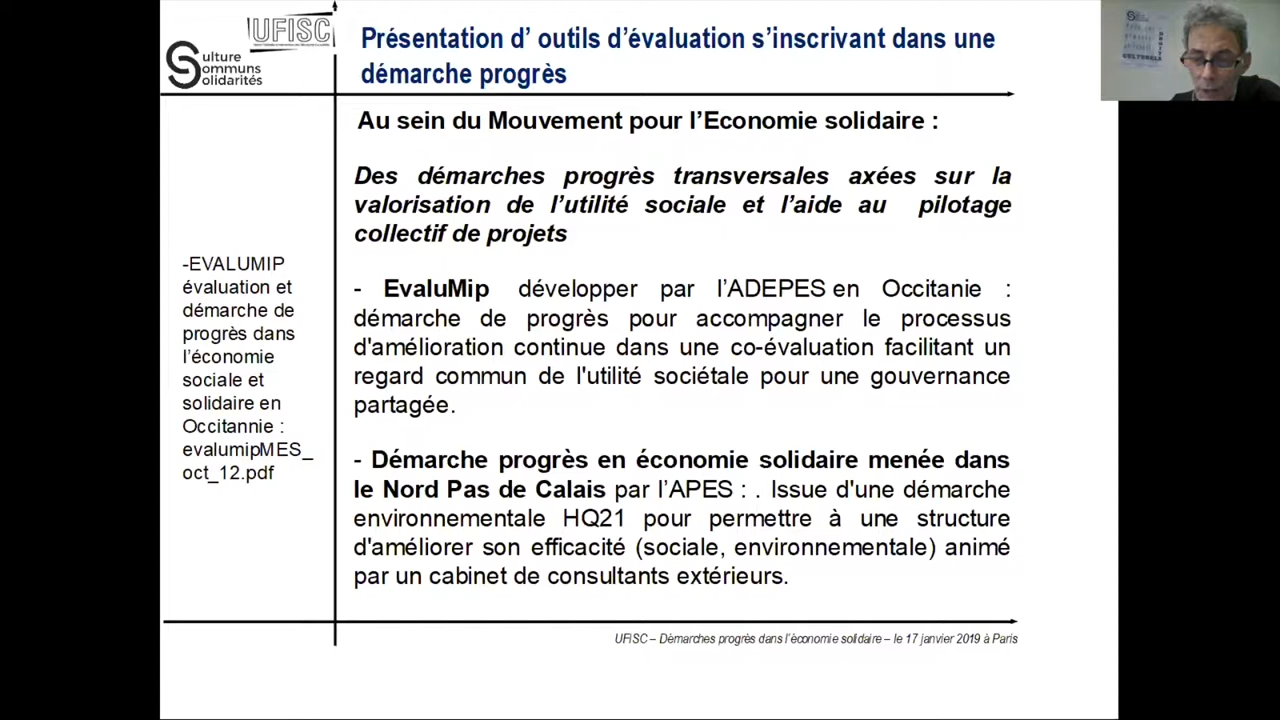 UFISC
Culture
Communs
Solidarités
Présentation d’ outils d’évaluation s’inscrivant dans une
démarche progrès
Au sein du Mouvement pour l’Economie solidaire :
Des démarches progrès transversales axées sur la
valorisation de l’utilité sociale et l’aide au pilotage
collectif de projets
-EVALUMIP
évaluation et
démarche de
progrès dans
l’économie
sociale et
solidaire en
Occitannie :
evalumipMES_
oct_12.pdf
- EvaluMip développer par l’ADEPES en Occitanie :
démarche de progrès pour accompagner le processus
d'amélioration continue dans une co-évaluation facilitant un
regard commun de l'utilité sociétale pour une gouvernance
partagée.
- Démarche progrès en économie solidaire menée dans
le Nord Pas de Calais par l’APES : . Issue d'une démarche
environnementale HQ21 pour permettre à une structure
d'améliorer son efficacité (sociale, environnementale) animé
par un cabinet de consultants extérieurs.
UFISC – Démarches progrès dans l’économie solidaire – le 17 janvier 2019 à Paris